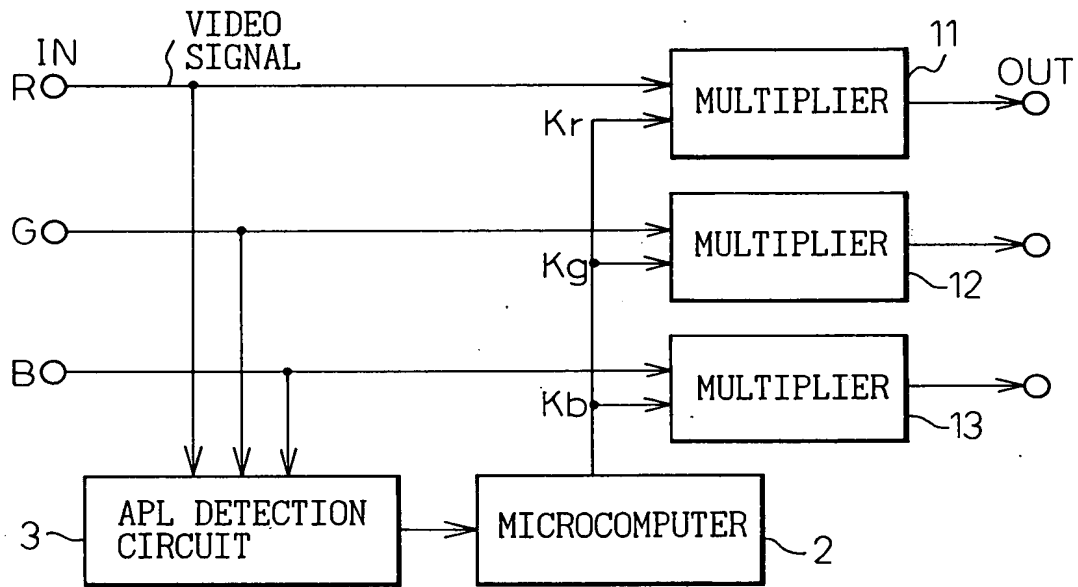 IN
VIDEO
SIGNAL
11
OUT
R
MULTIPLIER
Kr
G
MULTIPLIER
Kg
12
B
MULTIPLIER
Kb
13
APL DETECTION
CIRCUIT
3
MICROCOMPUTER
2